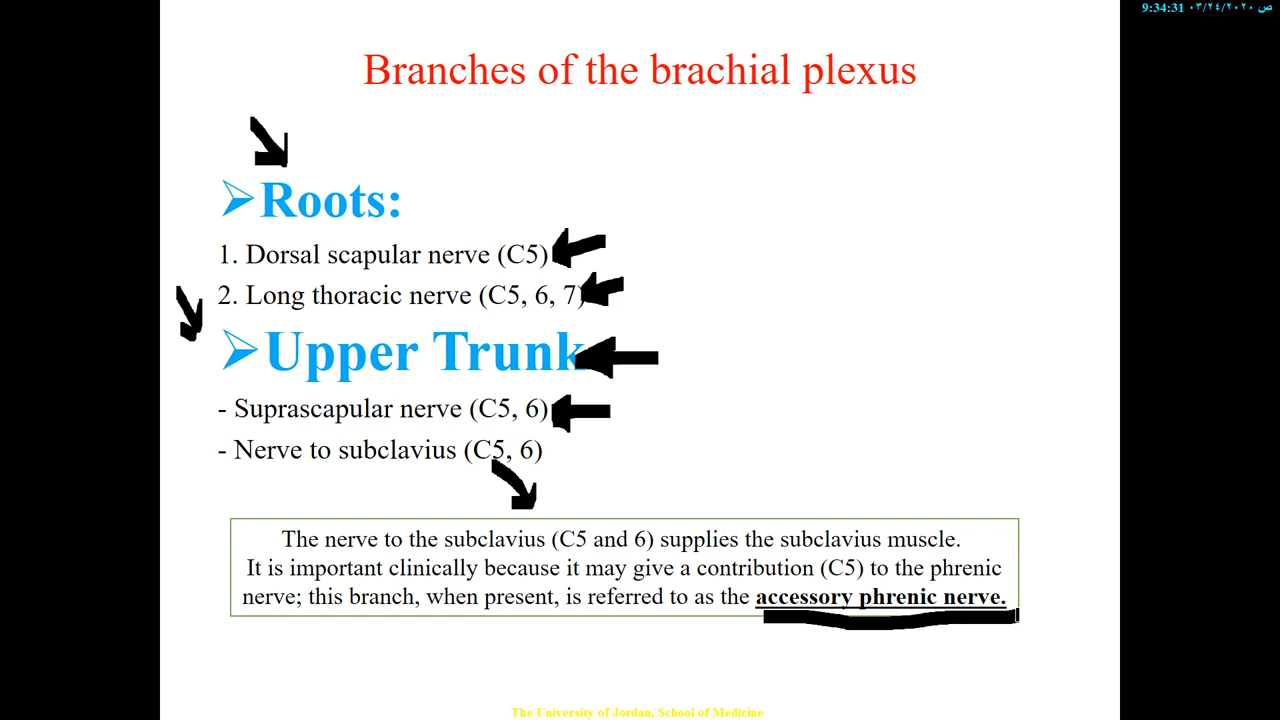 9:34:31 ٠٣/٢٤/٢٠٢٠ ص
Branches of the brachial plexus
Roots:
1. Dorsal scapular nerve (C5)
2. Long thoracic nerve (C5, 6, 7)
Upper Trunk
- Suprascapular nerve (C5, 6)
- Nerve to subclavius (C5, 6)
The nerve to the subclavius (C5 and 6) supplies the subclavius muscle.
It is important clinically because it may give a contribution (C5) to the phrenic
nerve; this branch, when present, is referred to as the accessory phrenic nerve.
The University of Jordan, School of Medicine